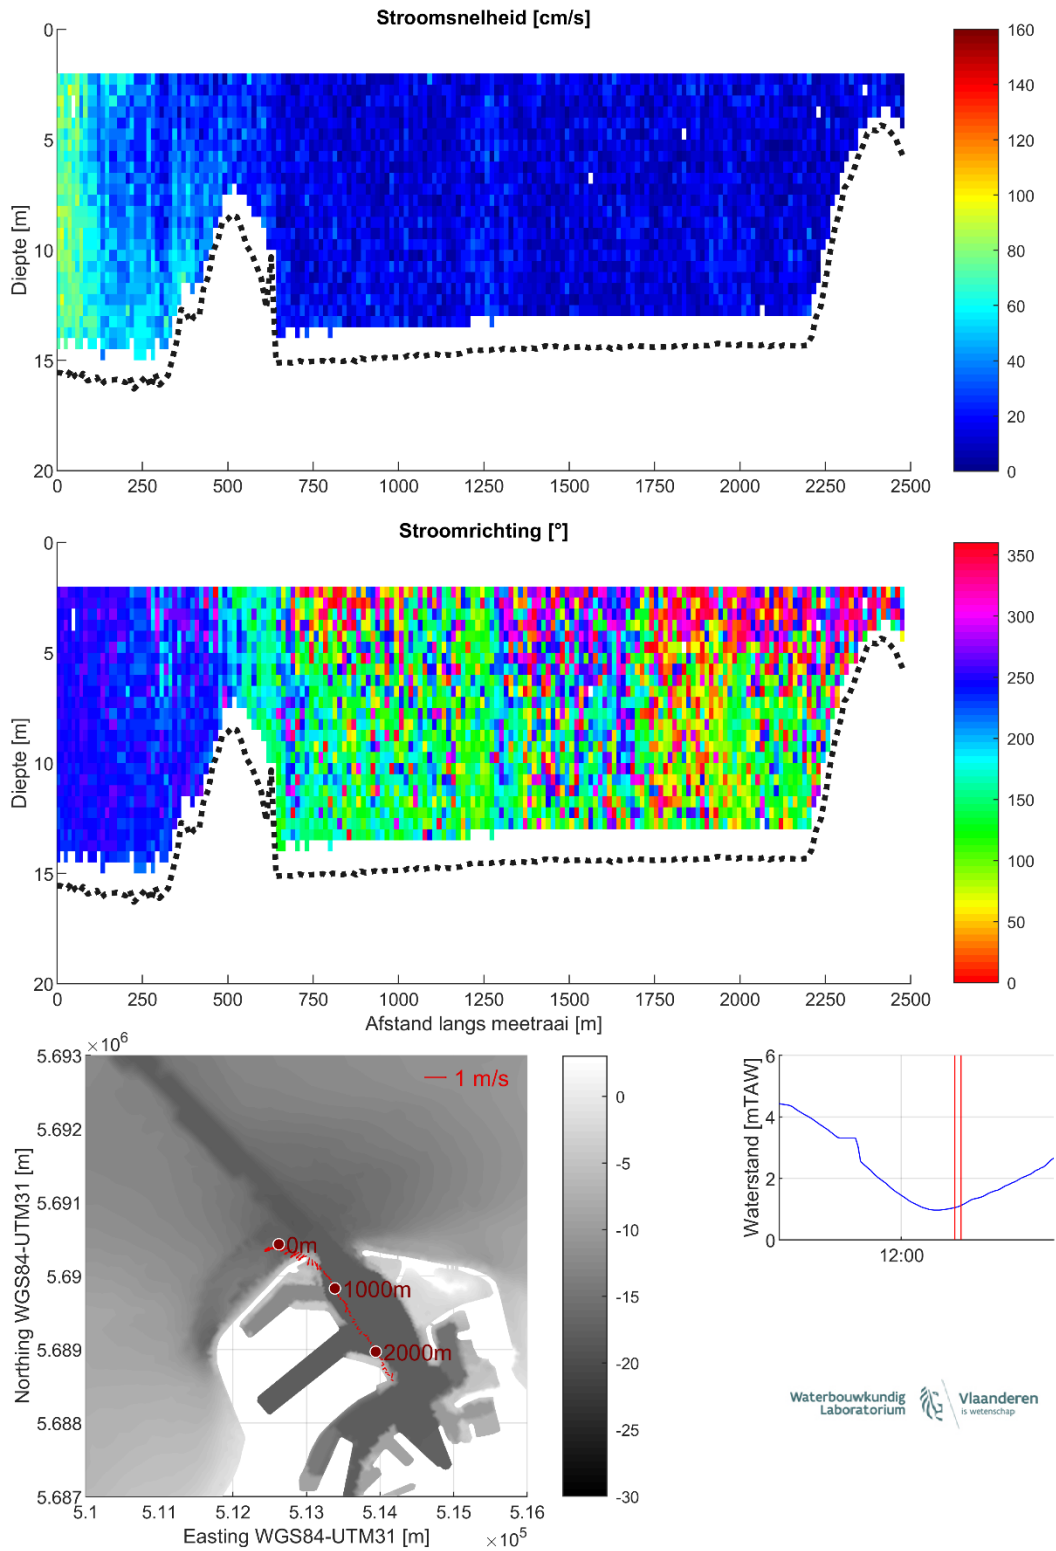 Stroomsnelheid [cm/s]
Diepte [m]
0
5
10
15
20
0 250 500 750 1000 1250 1500 1750 2000 2250 2500
160
140
120
100
80
60
40
20
0
Stroomrichting [°]
Diepte [m]
0
5
10
15
20
0 250 500 750 1000 1250 1500 1750 2000 2250 2500
Afstand langs meetraai [m]
350
300
250
200
150
100
50
0
×10⁶
Northing WGS84-UTM31 [m]
5.693
5.692
5.691
5.69
5.689
5.688
5.687
5.1 5.11 5.12 5.13 5.14 5.15 5.16
Easting WGS84-UTM31 [m]
×10⁵
1 m/s
0m
1000m
2000m
0
-5
-10
-15
-20
-25
-30
Waterstand [mTAW]
6
4
2
0
12:00
Waterbouwkundig
Laboratorium
Vlaanderen
is wetenschap